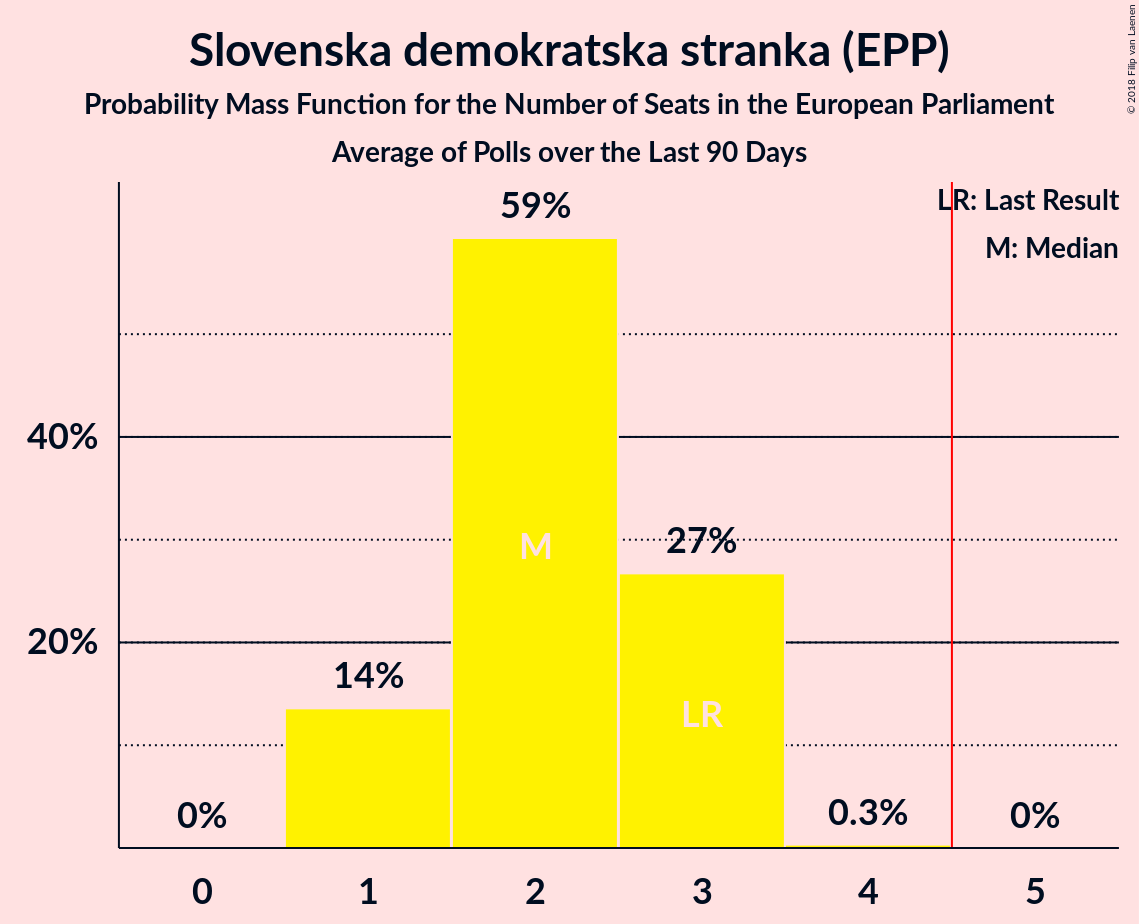 Slovenska demokratska stranka (EPP)
Probability Mass Function for the Number of Seats in the European Parliament
Average of Polls over the Last 90 Days
© 2018 Filip van Laenen
LR: Last Result
M: Median
59%
40%
M
27%
20%
14%
LR
0%
0.3%
0%
0 1 2 3 4 5